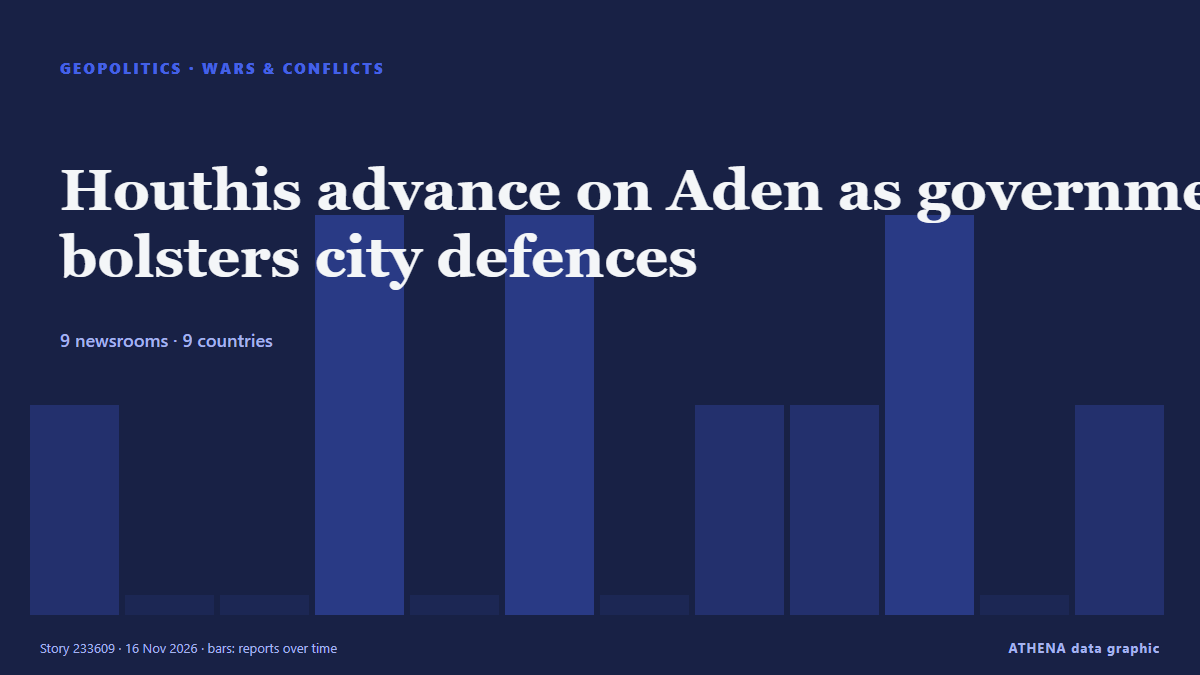 GEOPOLITICS · WARS & CONFLICTS
Houthis advance on Aden as governme
bolsters city defences
9 newsrooms · 9 countries
Story 233609 · 16 Nov 2026 · bars: reports over time
ATHENA data graphic